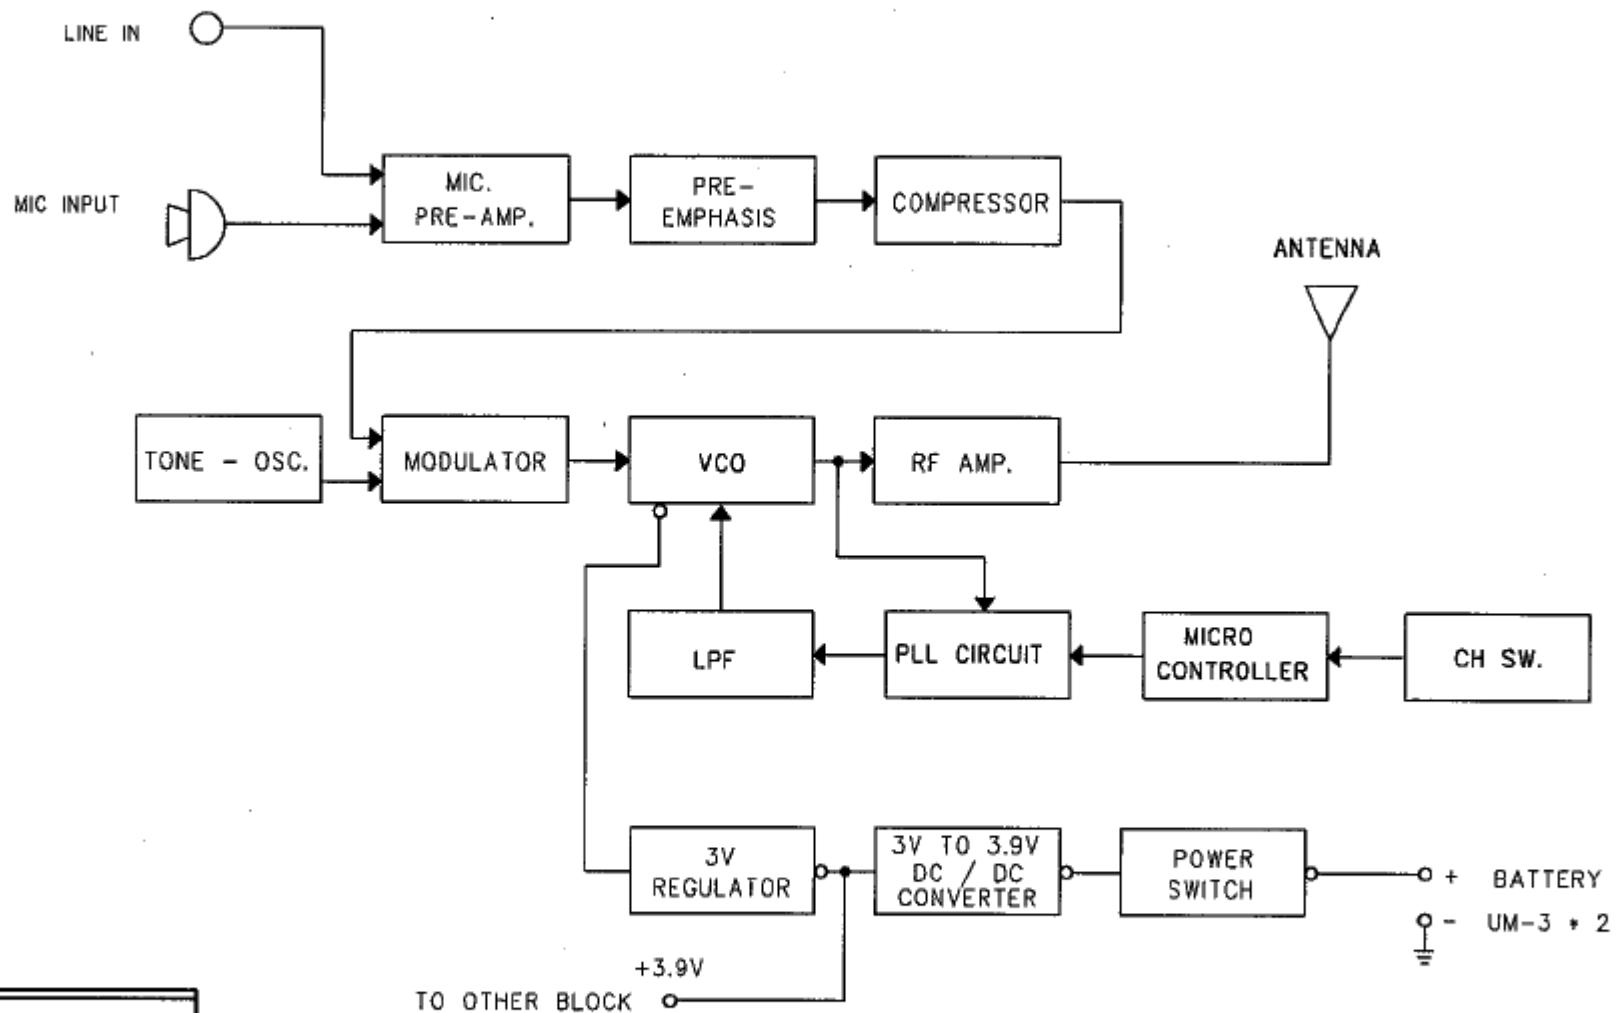 LINE IN
MIC INPUT
MIC.
PRE-AMP.
PRE-
EMPHASIS
COMPRESSOR
ANTENNA
TONE - OSC.
MODULATOR
VCO
RF AMP.
LPF
PLL CIRCUIT
MICRO
CONTROLLER
CH SW.
3V
REGULATOR
3V TO 3.9V
DC / DC
CONVERTER
POWER
SWITCH
+ BATTERY
- UM-3 * 2
+3.9V
TO OTHER BLOCK